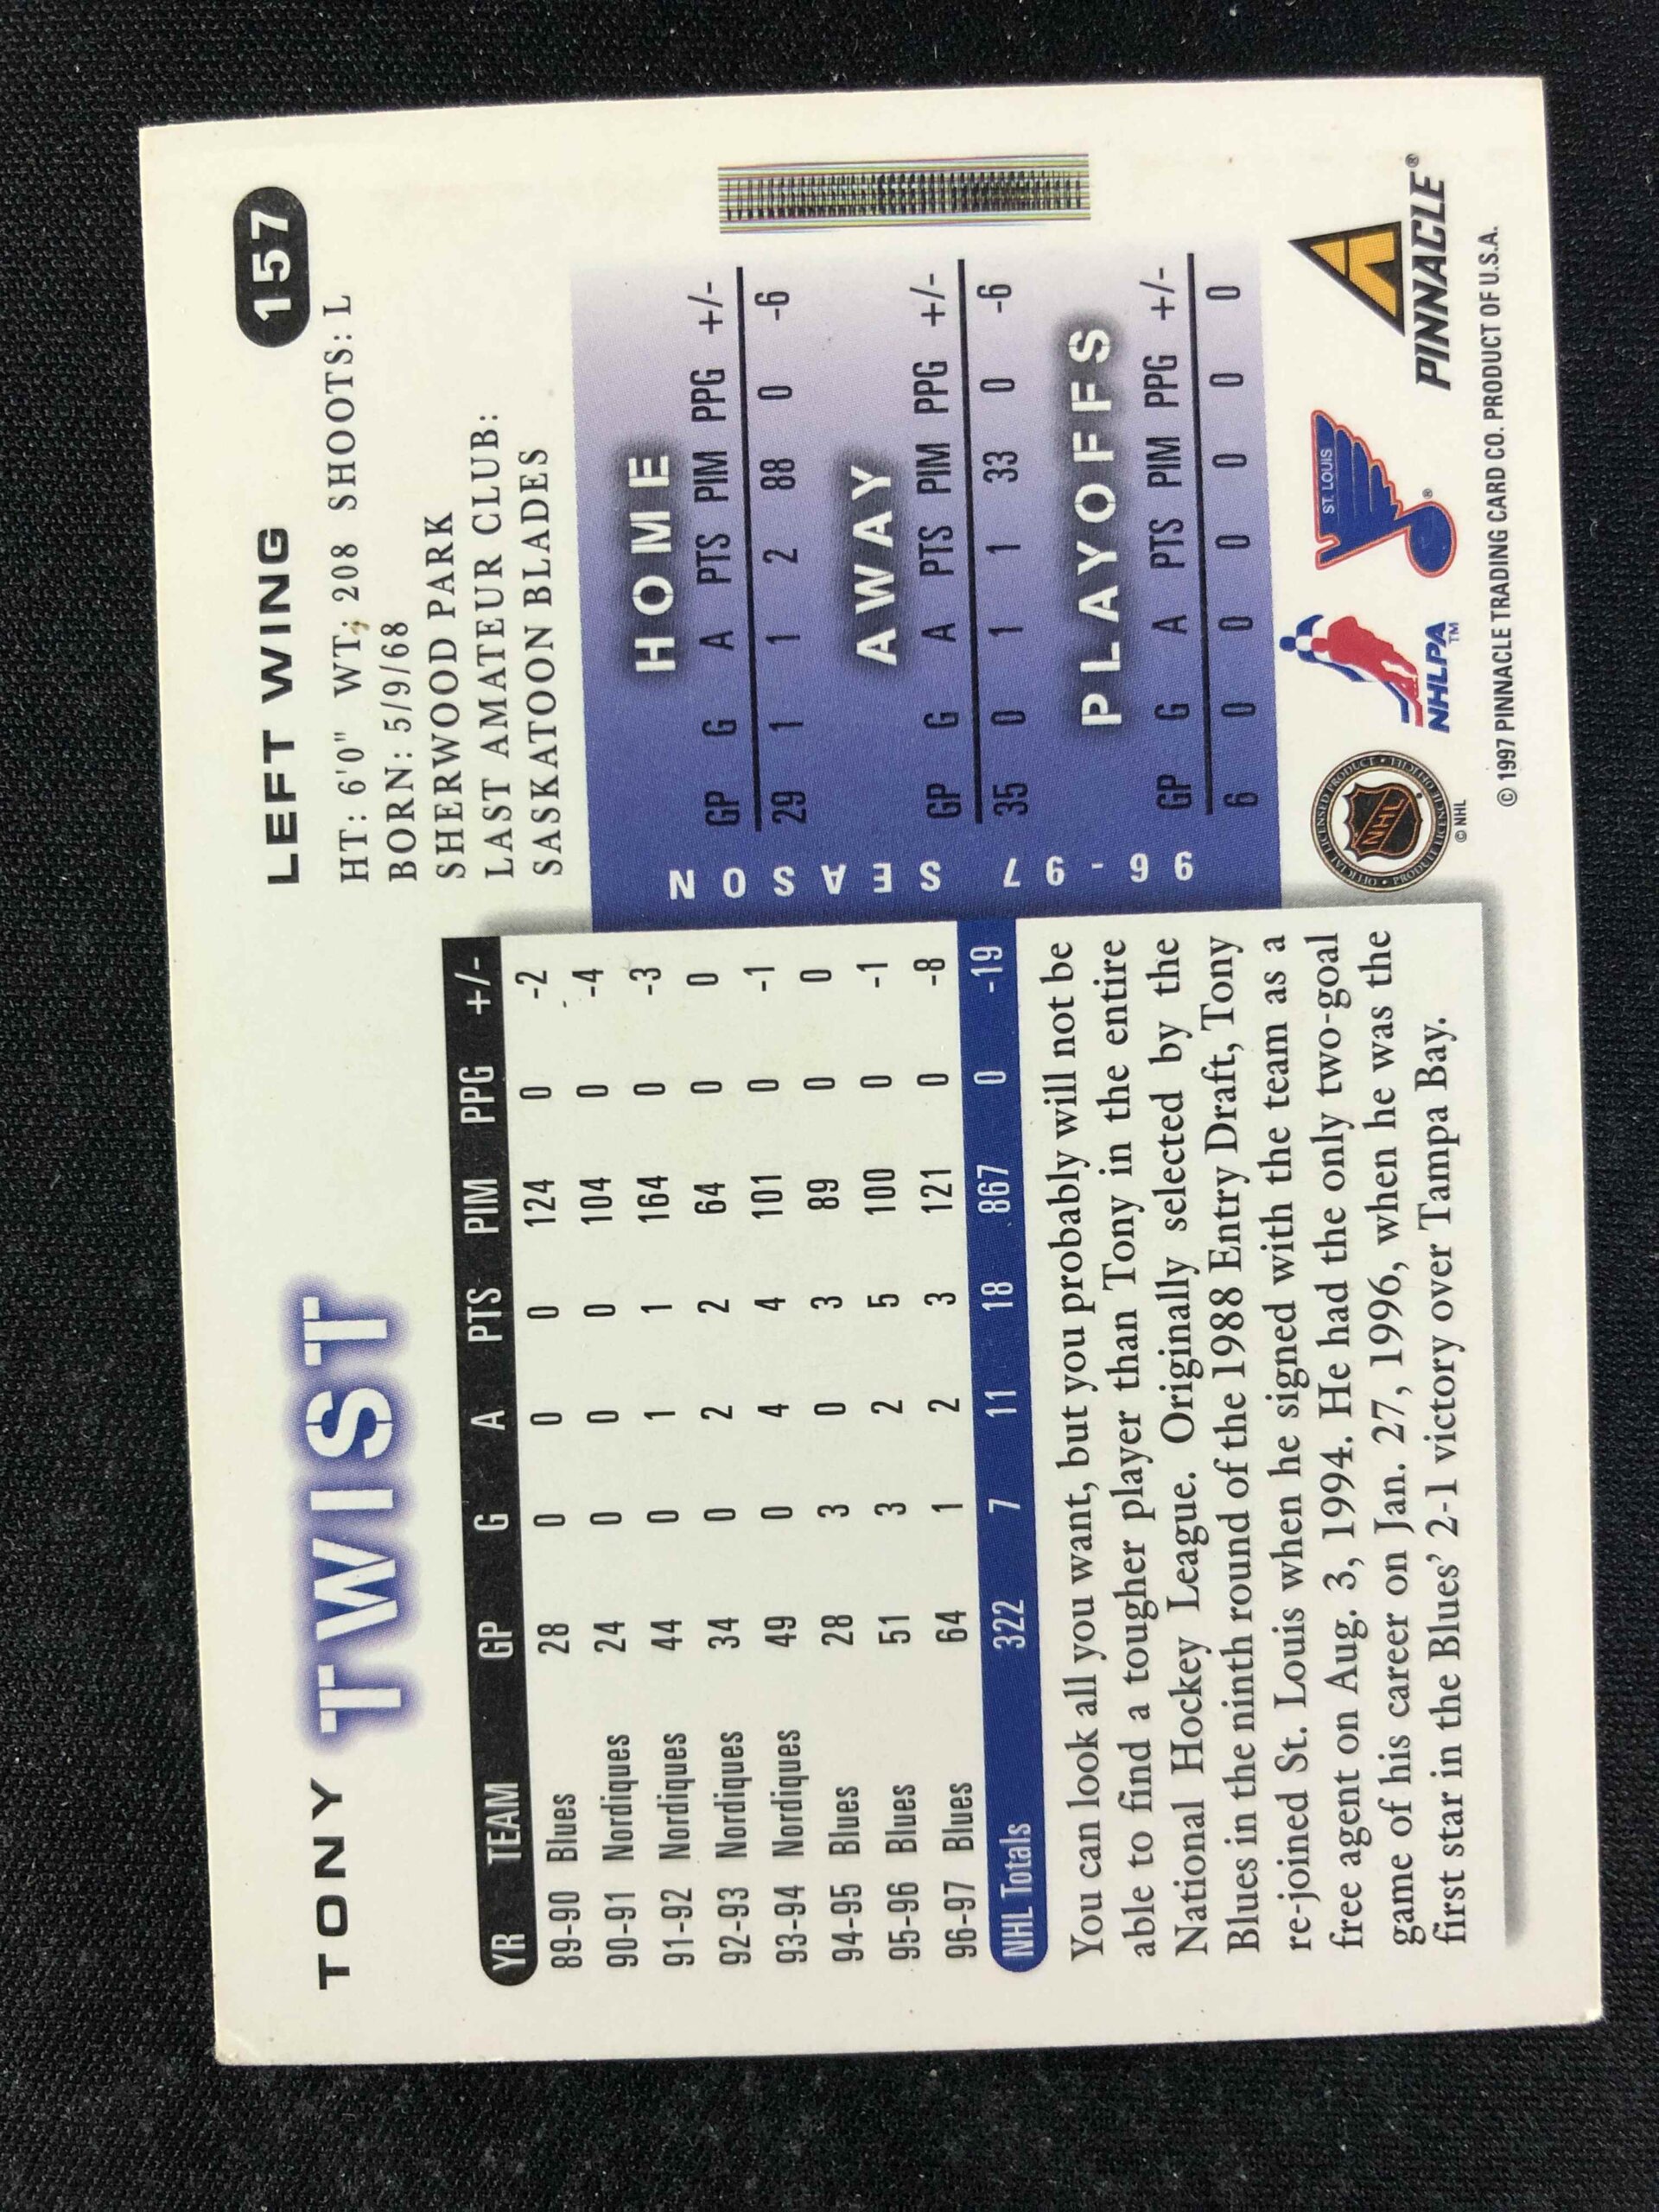 TONY TWIST
YR TEAM GP G A PTS PIM PPG +/-
89-90 Blues 28 0 0 0 124 0 -2
90-91 Nordiques 24 0 0 0 104 0 -4
91-92 Nordiques 44 0 1 1 164 0 -3
92-93 Nordiques 34 0 2 2 64 0 0
93-94 Nordiques 49 0 4 4 101 0 -1
94-95 Blues 28 3 0 3 89 0 0
95-96 Blues 51 3 2 5 100 0 -1
96-97 Blues 64 1 2 3 121 0 -8
NHL Totals 322 7 11 18 867 0 -19
You can look all you want, but you probably will not be
able to find a tougher player than Tony in the entire
National Hockey League. Originally selected by the
Blues in the ninth round of the 1988 Entry Draft, Tony
re-joined St. Louis when he signed with the team as a
free agent on Aug. 3, 1994. He had the only two-goal
game of his career on Jan. 27, 1996, when he was the
first star in the Blues' 2-1 victory over Tampa Bay.
LEFT WING 157
HT: 6'0" WT: 208 SHOOTS: L
BORN: 5/9/68
SHERWOOD PARK
LAST AMATEUR CLUB:
SASKATOON BLADES
96-97 SEASON
HOME
GP G A PTS PIM PPG +/-
29 1 1 2 88 0 -6
AWAY
GP G A PTS PIM PPG +/-
35 0 1 1 33 0 -6
PLAYOFFS
GP G A PTS PIM PPG +/-
6 0 0 0 0 0 0
OFFICIAL LICENSED PRODUCT • PRODUIT LICENCIÉ OFFICIEL •
NHL
© NHL
NHLPA™
ST. LOUIS
®
PINNACLE®
© 1997 PINNACLE TRADING CARD CO. PRODUCT OF U.S.A.